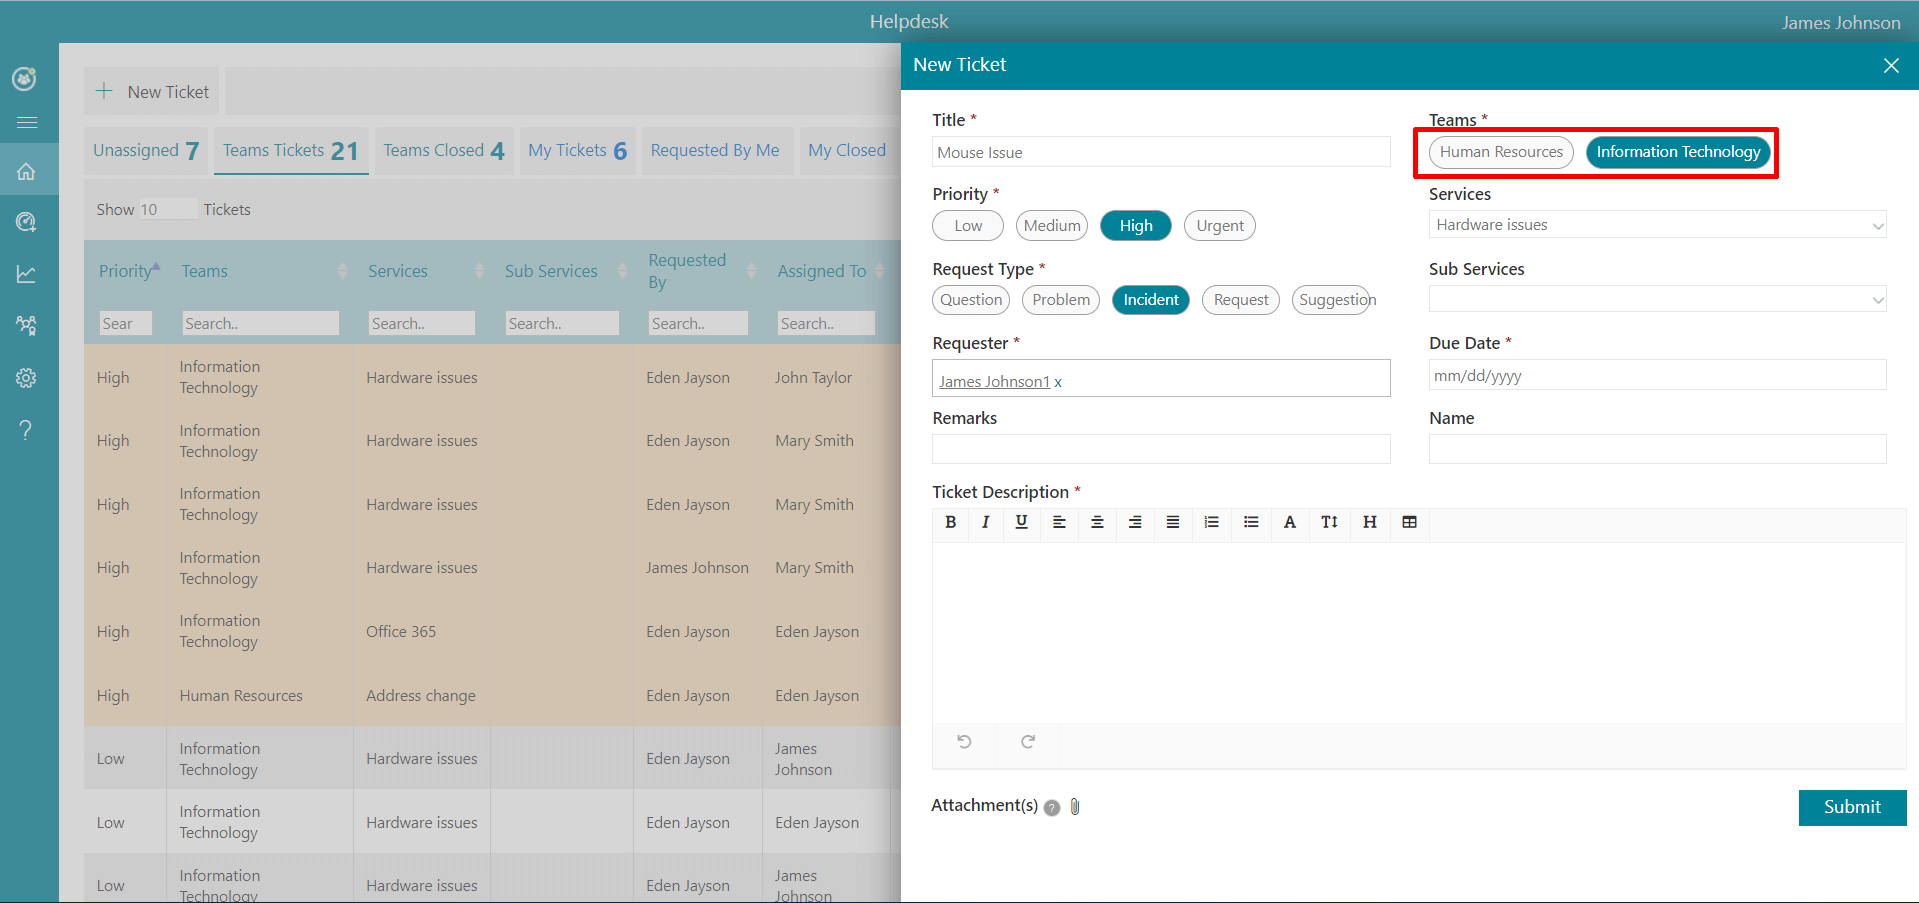 Helpdesk
James Johnson
New Ticket
Unassigned 7
Teams Tickets 21
Teams Closed 4
My Tickets 6
Requested By Me
My Closed
Show 10 Tickets
Priority
Teams
Services
Sub Services
Requested
By
Assigned To
Sear
Search..
Search..
Search..
Search..
Search..
High
Information
Technology
Hardware issues
Eden Jayson
John Taylor
High
Information
Technology
Hardware issues
Eden Jayson
Mary Smith
High
Information
Technology
Hardware issues
Eden Jayson
Mary Smith
High
Information
Technology
Hardware issues
James Johnson
Mary Smith
High
Information
Technology
Office 365
Eden Jayson
Eden Jayson
High
Human Resources
Address change
Eden Jayson
Eden Jayson
Low
Information
Technology
Hardware issues
Eden Jayson
James
Johnson
Low
Information
Technology
Hardware issues
Eden Jayson
Eden Jayson
Low
Information
Technology
Hardware issues
Eden Jayson
James
Johnson
New Ticket
Title *
Mouse Issue
Teams *
Human Resources
Information Technology
Priority *
Low
Medium
High
Urgent
Services
Hardware issues
Request Type *
Question
Problem
Incident
Request
Suggestion
Sub Services
Requester *
James Johnson1 x
Due Date *
mm/dd/yyyy
Remarks
Name
Ticket Description *
B I U A T H
Attachment(s) ?
Submit